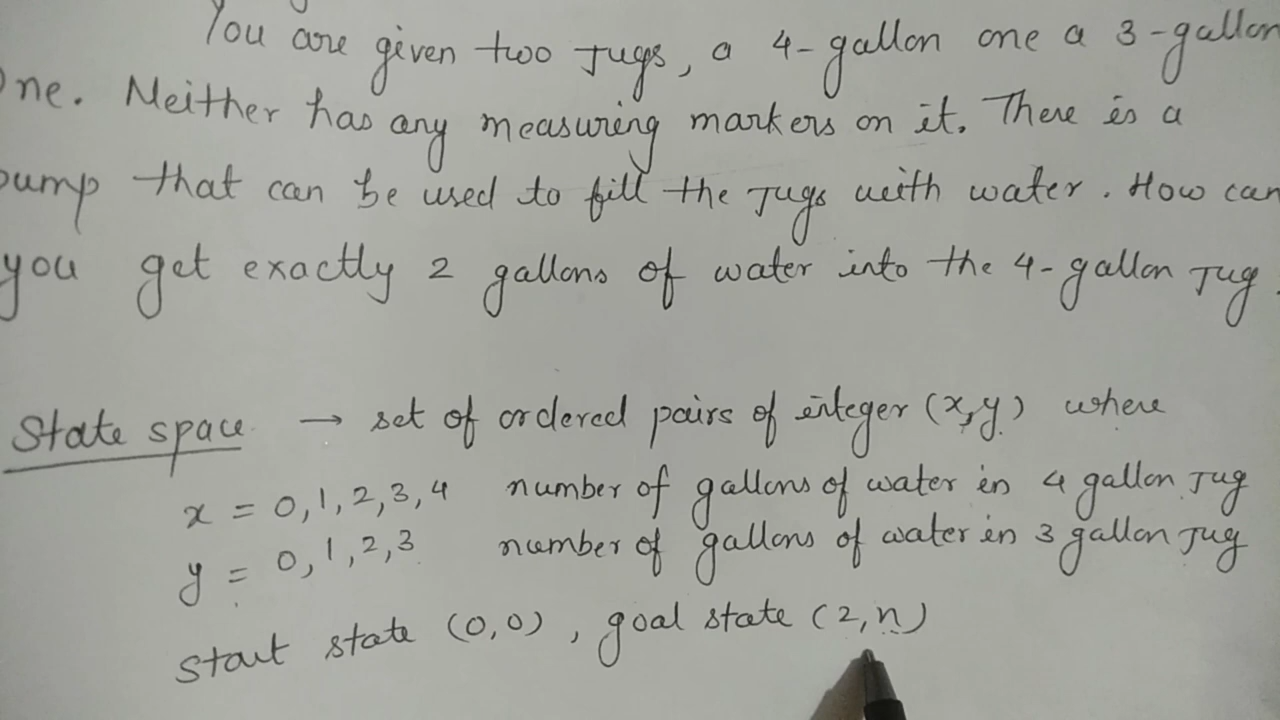 You are given two Jugs, a 4-gallon one a 3-gallon
One. Neither has any measuring markers on it. There is a
pump that can be used to fill the Jugs with water. How can
you get exactly 2 gallons of water into the 4-gallon Jug.
State space → set of ordered pairs of integer (x,y) where
x = 0,1,2,3,4 number of gallons of water in 4 gallon Jug
y = 0,1,2,3 number of gallons of water in 3 gallon Jug
start state (0,0), goal state (2,n)